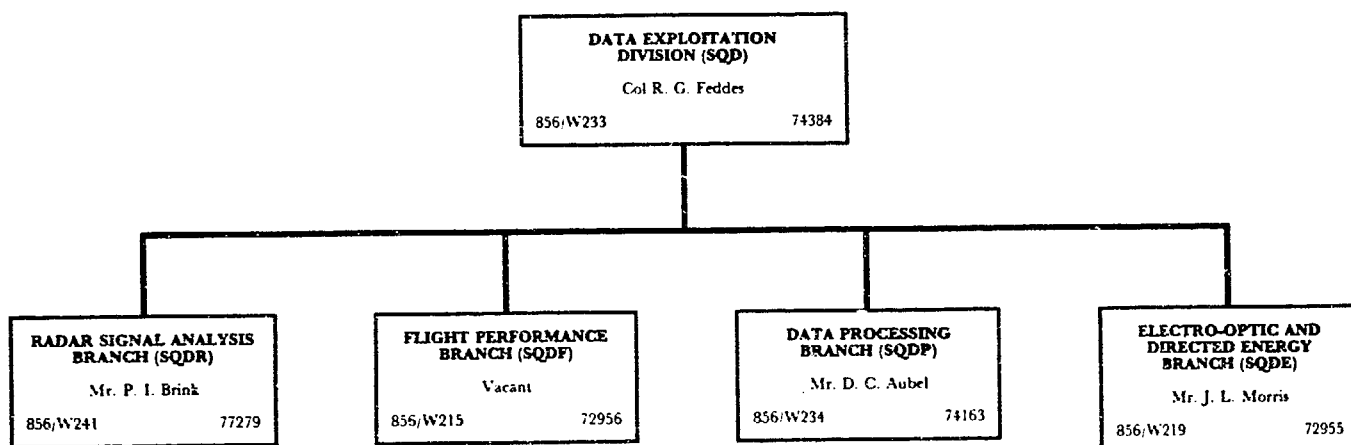 DATA EXPLOITATION
DIVISION (SQD)
Col R. G. Feddes
856/W233 74384
RADAR SIGNAL ANALYSIS
BRANCH (SQDR)
Mr. P. I. Brink
856/W241 77279
FLIGHT PERFORMANCE
BRANCH (SQDF)
Vacant
856/W215 72956
DATA PROCESSING
BRANCH (SQDP)
Mr. D. C. Aubel
856/W234 74163
ELECTRO-OPTIC AND
DIRECTED ENERGY
BRANCH (SQDE)
Mr. J. L. Morris
856/W219 72955